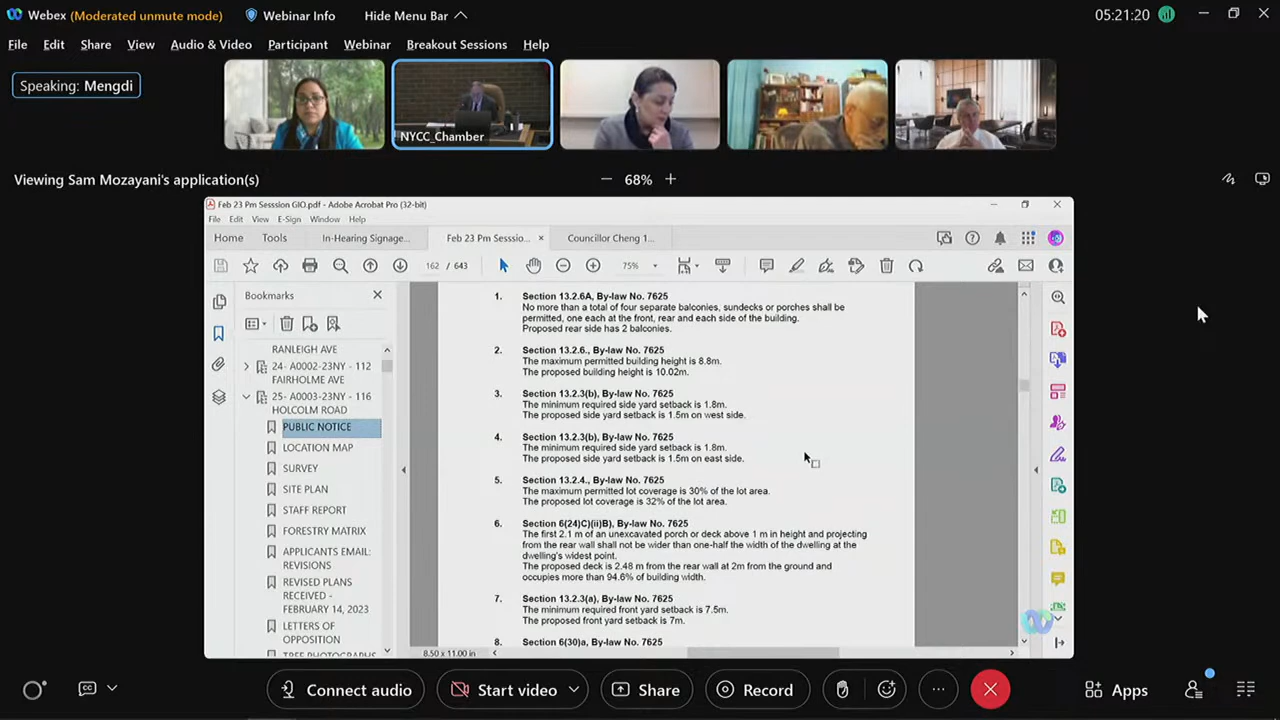 Webex (Moderated unmute mode) Webinar Info Hide Menu Bar 05:21:20
File Edit Share View Audio & Video Participant Webinar Breakout Sessions Help
Speaking: Mengdi
NYCC_Chamber
Viewing Sam Mozayani's application(s) 68%
Feb 23 Pm Sesssion GIO.pdf - Adobe Acrobat Pro (32-bit)
File Edit View E-Sign Window Help
Home Tools In-Hearing Signage... Feb 23 Pm Sesssio... Councillor Cheng 1...
162 / 643 75%
Bookmarks
RANLEIGH AVE
24- A0002-23NY - 112
FAIRHOLME AVE
25- A0003-23NY - 116
HOLCOLM ROAD
PUBLIC NOTICE
LOCATION MAP
SURVEY
SITE PLAN
STAFF REPORT
FORESTRY MATRIX
APPLICANTS EMAIL:
REVISIONS
REVISED PLANS
RECEIVED -
FEBRUARY 14, 2023
LETTERS OF
OPPOSITION
TREE PHOTOGRAPHS
1. Section 13.2.6A, By-law No. 7625
No more than a total of four separate balconies, sundecks or porches shall be
permitted, one each at the front, rear and each side of the building.
Proposed rear side has 2 balconies.
2. Section 13.2.6., By-law No. 7625
The maximum permitted building height is 8.8m.
The proposed building height is 10.02m.
3. Section 13.2.3(b), By-law No. 7625
The minimum required side yard setback is 1.8m.
The proposed side yard setback is 1.5m on west side.
4. Section 13.2.3(b), By-law No. 7625
The minimum required side yard setback is 1.8m.
The proposed side yard setback is 1.5m on east side.
5. Section 13.2.4., By-law No. 7625
The maximum permitted lot coverage is 30% of the lot area.
The proposed lot coverage is 32% of the lot area.
6. Section 6(24)C)(ii)B), By-law No. 7625
The first 2.1 m of an unexcavated porch or deck above 1 m in height and projecting
from the rear wall shall not be wider than one-half the width of the dwelling at the
dwelling's widest point.
The proposed deck is 2.48 m from the rear wall at 2m from the ground and
occupies more than 94.6% of building width.
7. Section 13.2.3(a), By-law No. 7625
The minimum required front yard setback is 7.5m.
The proposed front yard setback is 7m.
8. Section 6(30)a, By-law No. 7625
8.50 x 11.00 in
Connect audio Start video Share Record Apps